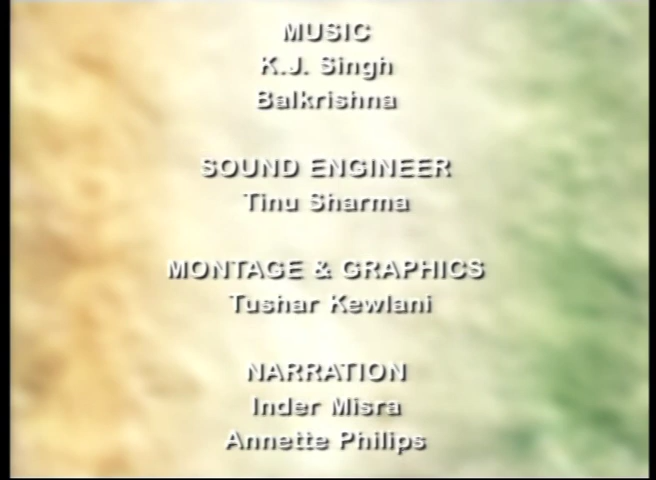 MUSIC
K.J. Singh
Balkrishna
SOUND ENGINEER
Tinu Sharma
MONTAGE & GRAPHICS
Tushar Kewlani
NARRATION
Inder Misra
Annette Philips